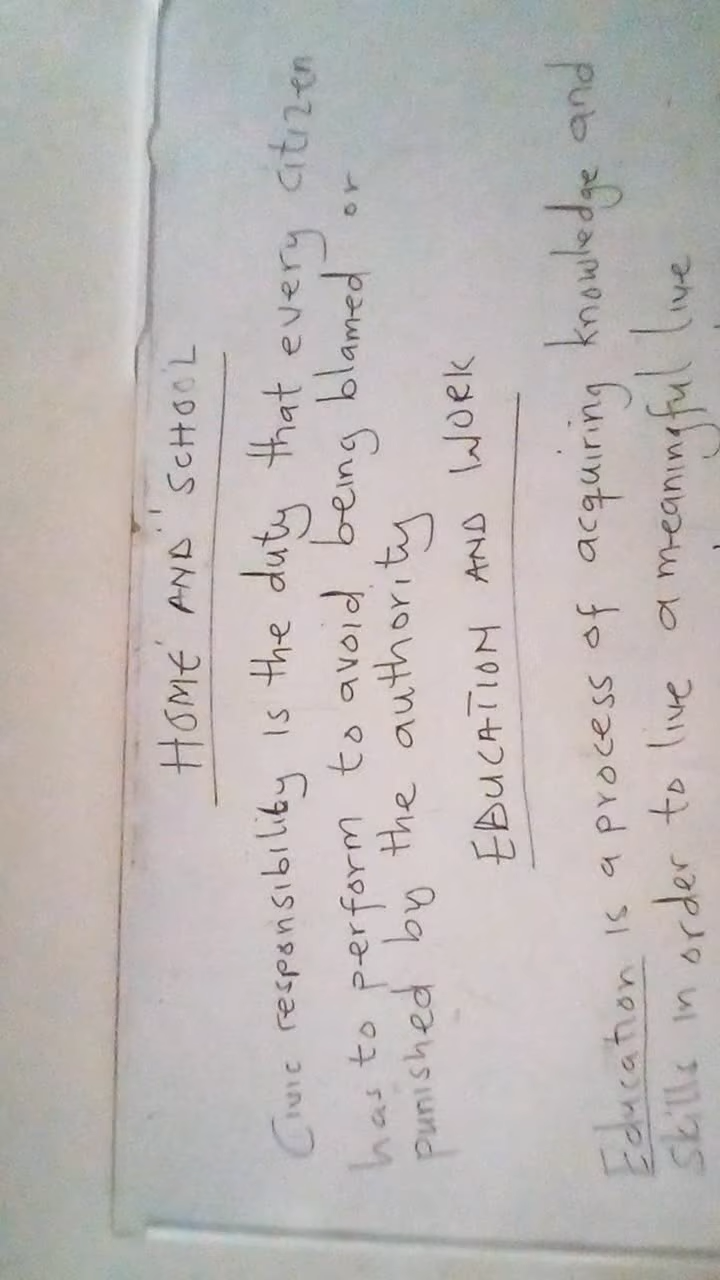 HOME AND SCHOOL
Civic responsibility is the duty that every citizen
has to perform to avoid being blamed or
punished by the authority
EDUCATION AND WORK
Education is a process of acquiring knowledge and
skills in order to live a meaningful live